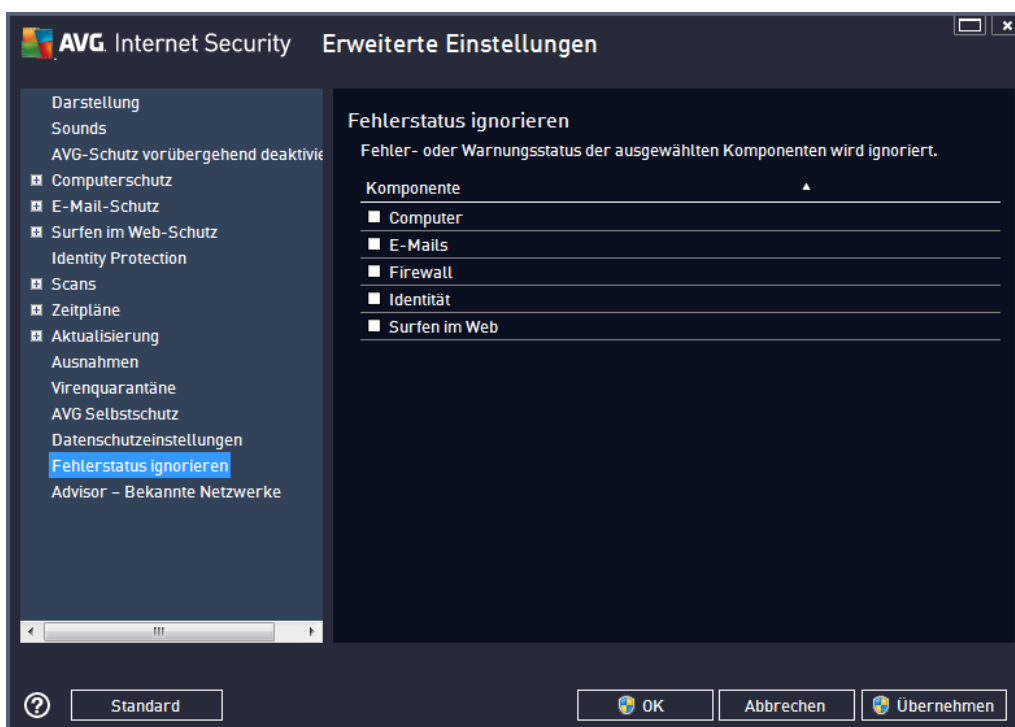 AVG. Internet Security Erweiterte Einstellungen
Darstellung
Sounds
AVG-Schutz vorübergehend deaktivie
Computerschutz
E-Mail-Schutz
Surfen im Web-Schutz
Identity Protection
Scans
Zeitpläne
Aktualisierung
Ausnahmen
Virenquarantäne
AVG Selbstschutz
Datenschutzeinstellungen
Fehlerstatus ignorieren
Advisor – Bekannte Netzwerke
Fehlerstatus ignorieren
Fehler- oder Warnungsstatus der ausgewählten Komponenten wird ignoriert.
Komponente
Computer
E-Mails
Firewall
Identität
Surfen im Web
Standard
OK
Abbrechen
Übernehmen